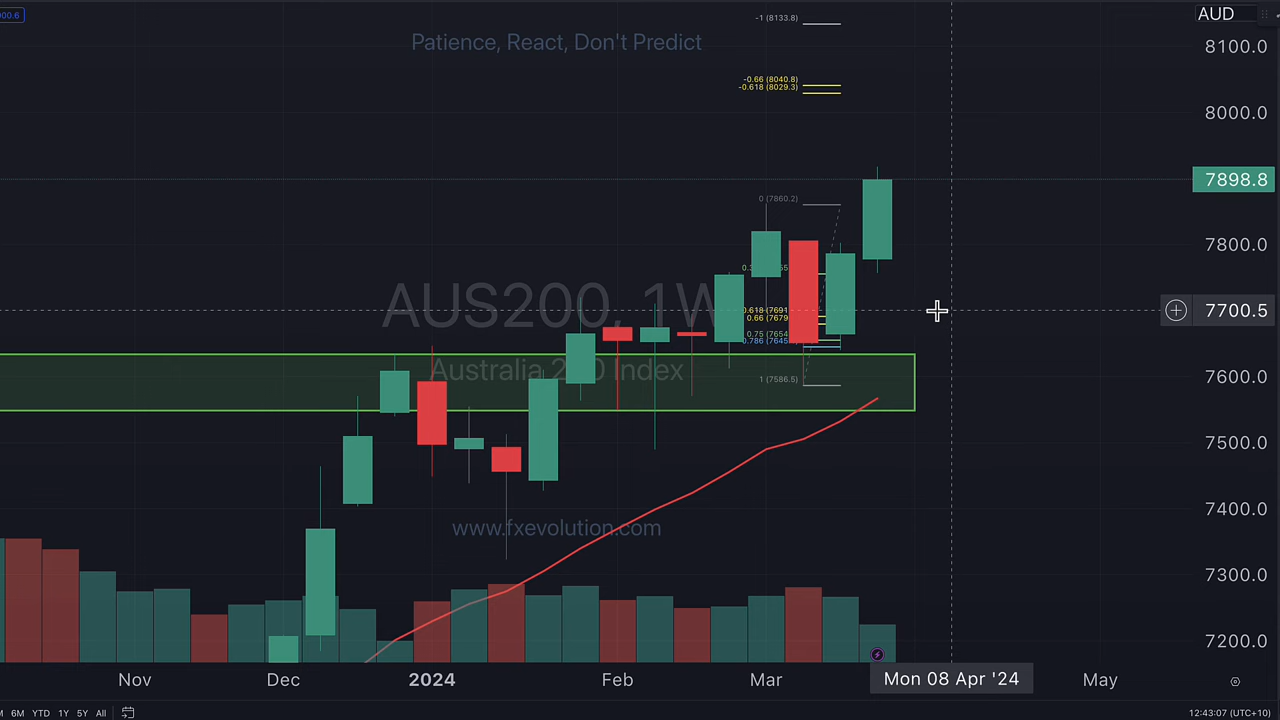 -1 (8133.8)
AUD
00.6
Patience, React, Don't Predict
8100.0
-0.66 (8040.8)
-0.618 (8029.3)
8000.0
7898.8
0 (7860.2)
7800.0
AUS200, 1W
0.618 (7691
7700.5
0.66 (7679
0.75 (7654
0.786 (7645
Australia 200 Index
1 (7586.5)
7600.0
7500.0
www.fxevolution.com
7400.0
7300.0
7200.0
Nov
Dec
2024
Feb
Mar
Mon 08 Apr '24
May
6M
YTD
1Y
5Y
All
12:43:07 (UTC+10)